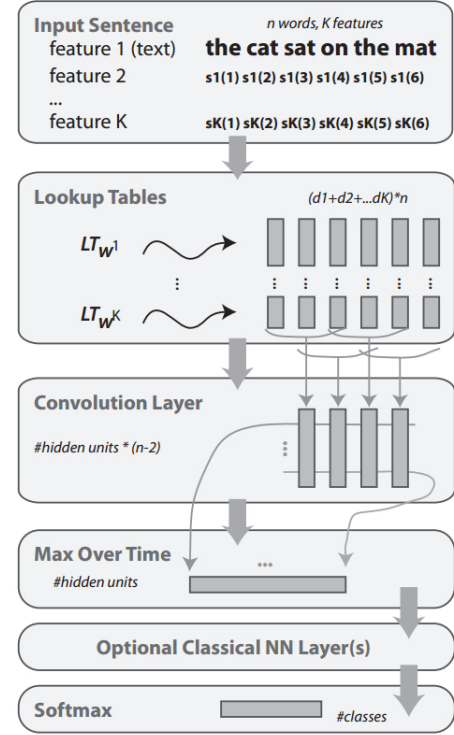 Input Sentence
n words, K features
feature 1 (text) the cat sat on the mat
feature 2 s1(1) s1(2) s1(3) s1(4) s1(5) s1(6)
...
feature K sK(1) sK(2) sK(3) sK(4) sK(5) sK(6)
Lookup Tables
(d1+d2+...dK)*n
LTW1
⋮
LTWK
Convolution Layer
#hidden units * (n-2)
Max Over Time
...
#hidden units
Optional Classical NN Layer(s)
Softmax
#classes